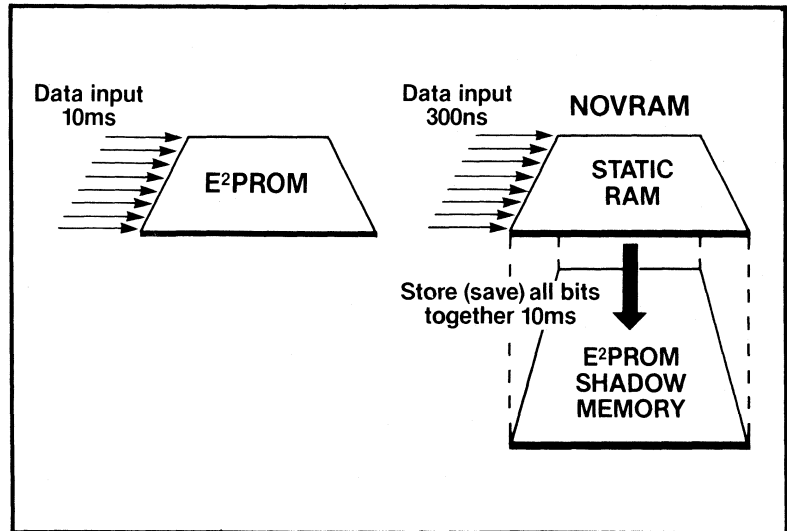 Data input
10ms
E²PROM
Data input
300ns
NOVRAM
STATIC
RAM
Store (save) all bits
together 10ms
E²PROM
SHADOW
MEMORY